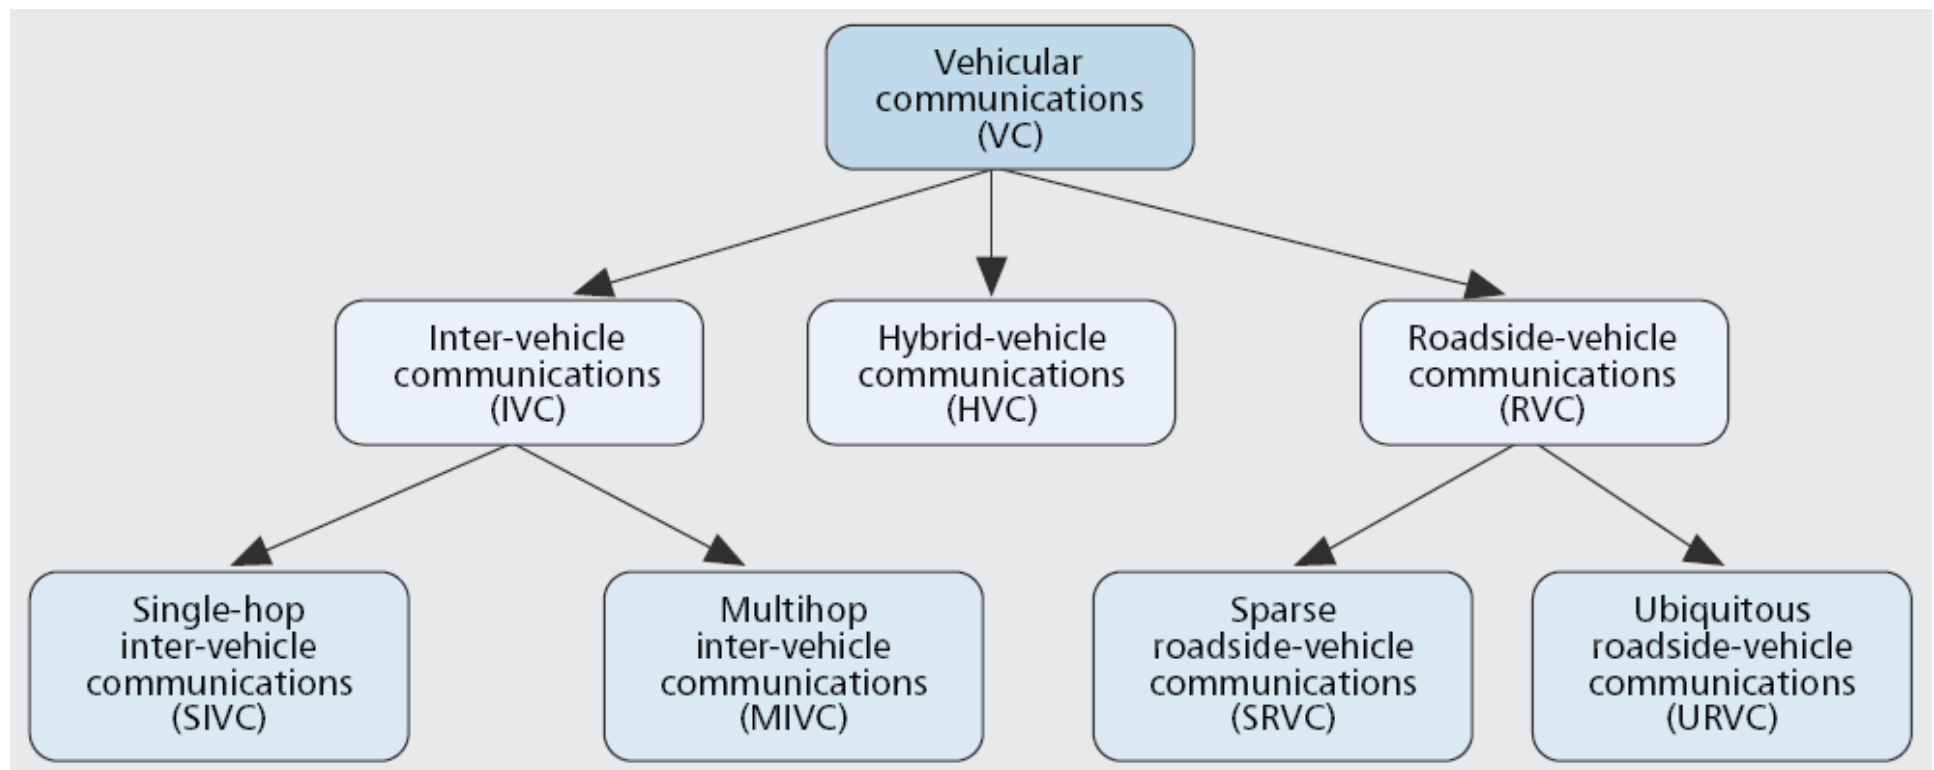 Vehicular
communications
(VC)
Inter-vehicle
communications
(IVC)
Hybrid-vehicle
communications
(HVC)
Roadside-vehicle
communications
(RVC)
Single-hop
inter-vehicle
communications
(SIVC)
Multihop
inter-vehicle
communications
(MIVC)
Sparse
roadside-vehicle
communications
(SRVC)
Ubiquitous
roadside-vehicle
communications
(URVC)